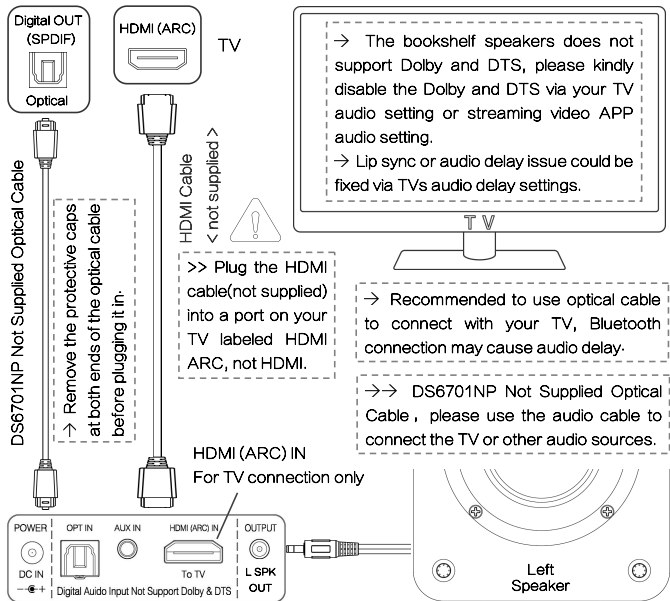 Digital OUT
(SPDIF)
Optical
HDMI (ARC)
TV
→ The bookshelf speakers does not
support Dolby and DTS, please kindly
disable the Dolby and DTS via your TV
audio setting or streaming video APP
audio setting.
→ Lip sync or audio delay issue could be
fixed via TVs audio delay settings.
TV
DS6701NP Not Supplied Optical Cable
→ Remove the protective caps
at both ends of the optical cable
before plugging it in.
HDMI Cable
< not supplied >
>> Plug the HDMI
cable(not supplied)
into a port on your
TV labeled HDMI
ARC, not HDMI.
→ Recommended to use optical cable
to connect with your TV, Bluetooth
connection may cause audio delay.
→→ DS6701NP Not Supplied Optical
Cable, please use the audio cable to
connect the TV or other audio sources.
HDMI (ARC) IN
For TV connection only
POWER
DC IN
OPT IN
AUX IN
HDMI (ARC) IN
To TV
Digital Auido Input Not Support Dolby & DTS
OUTPUT
L SPK
OUT
Left
Speaker